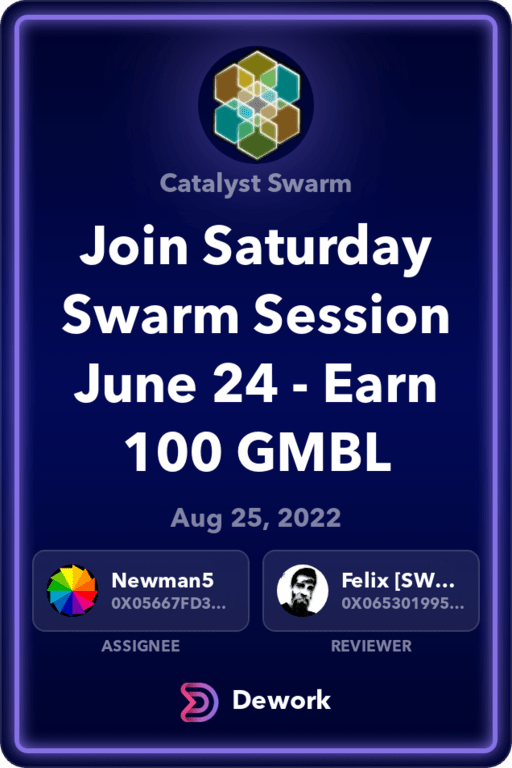 Catalyst Swarm
Join Saturday
Swarm Session
June 24 - Earn
100 GMBL
Aug 25, 2022
Newman5
0X05667FD3...
Felix [SW...
0X065301995...
ASSIGNEE
REVIEWER
Dework